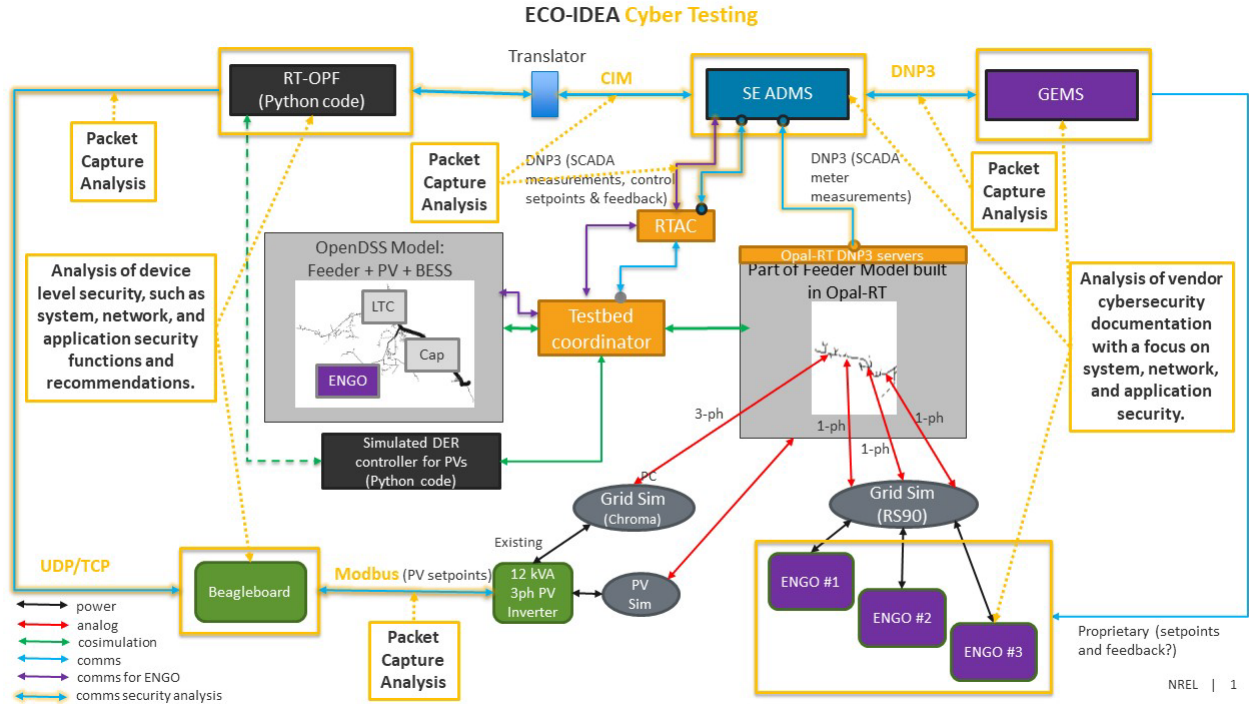 ECO-IDEA Cyber Testing
RT-OPF
(Python code)
Translator
CIM
SE ADMS
DNP3
GEMS
Packet
Capture
Analysis
Packet
Capture
Analysis
DNP3 (SCADA
measurements, control
setpoints & feedback)
DNP3 (SCADA
meter
measurements)
Packet
Capture
Analysis
RTAC
Analysis of device
level security, such as
system, network, and
application security
functions and
recommendations.
OpenDSS Model:
Feeder + PV + BESS
LTC
Cap
ENGO
Testbed
coordinator
Opal-RT DNP3 servers
Part of Feeder Model built
in Opal-RT
Analysis of vendor
cybersecurity
documentation
with a focus on
system, network,
and application
security.
3-ph
1-ph
1-ph
1-ph
Simulated DER
controller for PVs
(Python code)
PC
Grid Sim
(Chroma)
Grid Sim
(RS90)
Existing
UDP/TCP
Beagleboard
Modbus (PV setpoints)
12 kVA
3ph PV
Inverter
PV
Sim
ENGO #1
ENGO #2
ENGO #3
Packet
Capture
Analysis
Proprietary (setpoints
and feedback?)
power
analog
cosimulation
comms
comms for ENGO
comms security analysis
NREL | 1